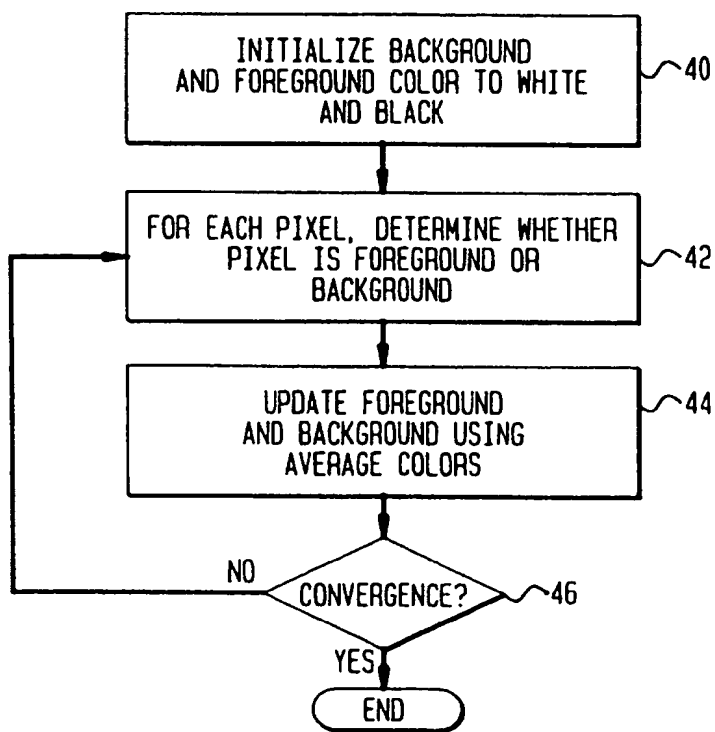 INITIALIZE BACKGROUND
AND FOREGROUND COLOR TO WHITE
AND BLACK
40
FOR EACH PIXEL, DETERMINE WHETHER
PIXEL IS FOREGROUND OR
BACKGROUND
42
UPDATE FOREGROUND
AND BACKGROUND USING
AVERAGE COLORS
44
NO
CONVERGENCE?
46
YES
END